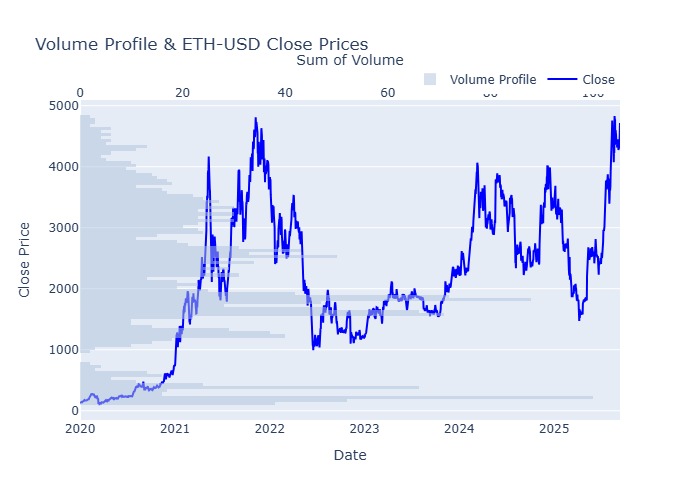 Volume Profile & ETH-USD Close Prices
Sum of Volume
Volume Profile Close
0 20 40 60 80 100
5000
4000
3000
2000
1000
0
Close Price
2020 2021 2022 2023 2024 2025
Date